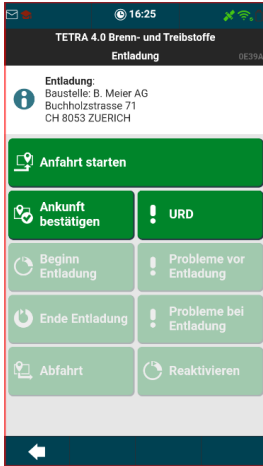 16:25
TETRA 4.0 Brenn- und Treibstoffe
Entladung
0E39A
Entladung:
Baustelle: B. Meier AG
Buchholzstrasse 71
CH 8053 ZUERICH
Anfahrt starten
Ankunft
bestätigen
URD
Beginn
Entladung
Probleme vor
Entladung
Ende Entladung
Probleme bei
Entladung
Abfahrt
Reaktivieren